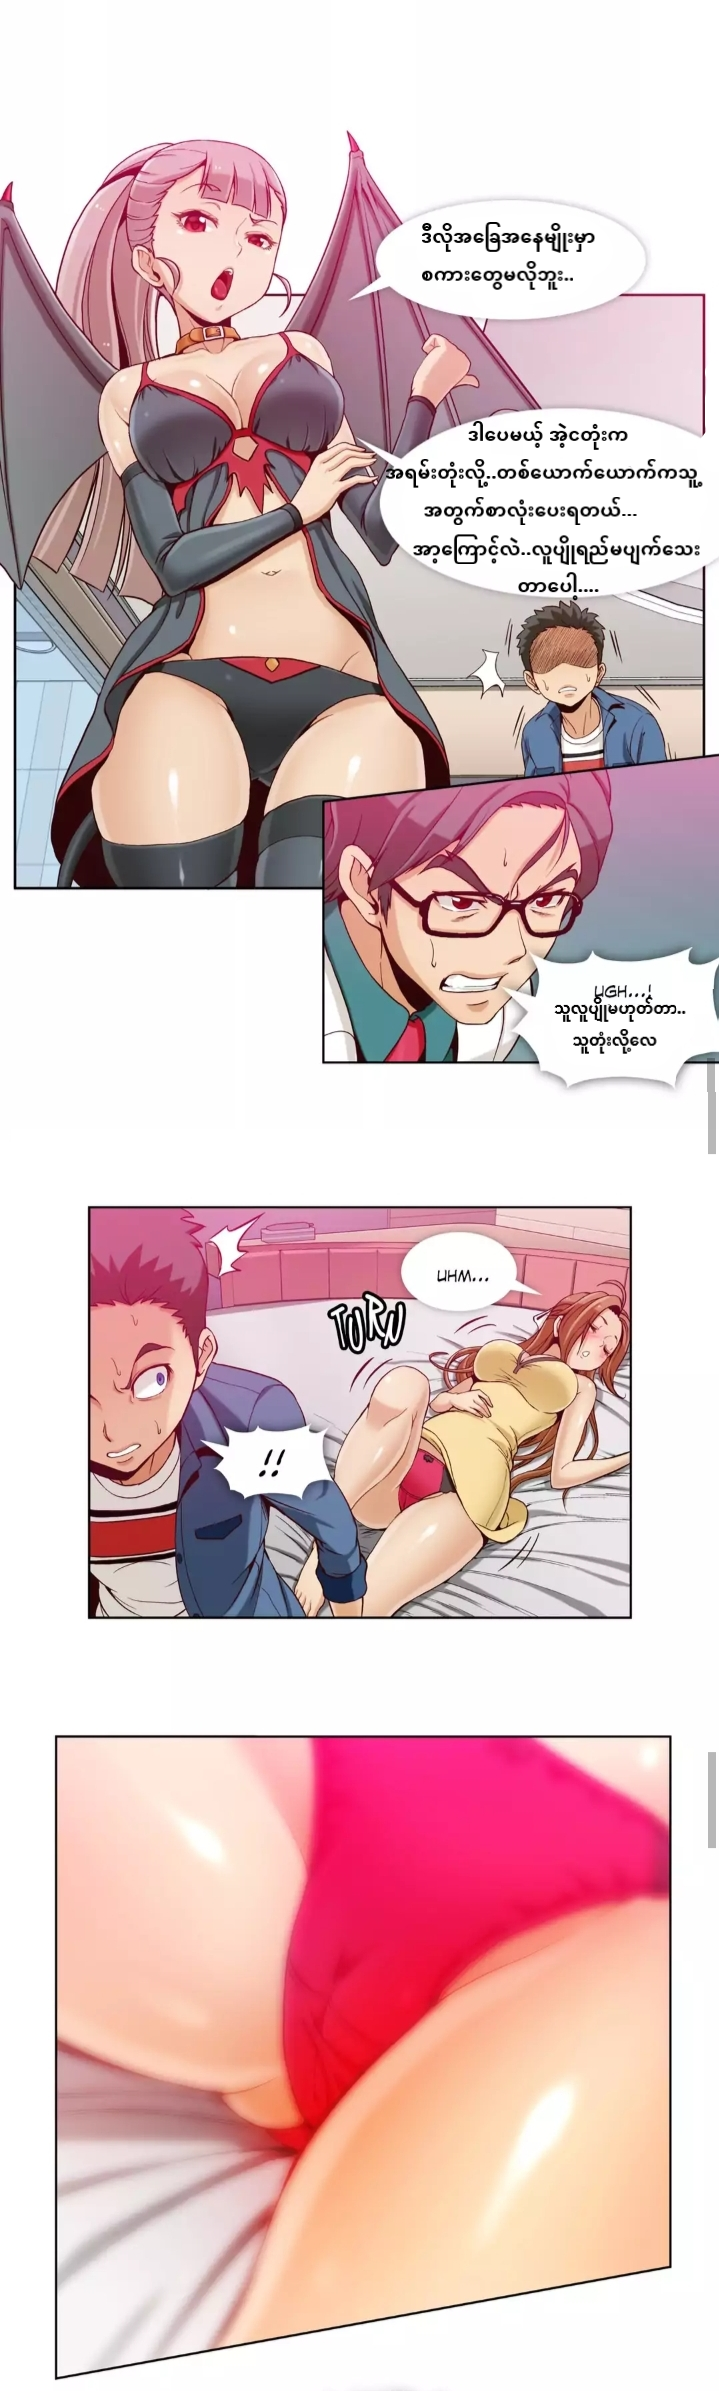 ဒီလိုအခြေအနေမျိုးမှာ
စကားတွေမလိုဘူး..
ဒါပေမယ့် အဲ့ငတုံးက
အရမ်းတုံးလို့..တစ်ယောက်ယောက်ကသူ့
အတွက်စာလုံးပေးရတယ်...
အာ့ကြောင့်လဲ..လူပျိုရည်မပျက်သေး
တာပေါ့....
UGH...!
သူလူပျိုမဟုတ်တာ..
သူတုံးလို့လေ
UHM...
TURN
!!